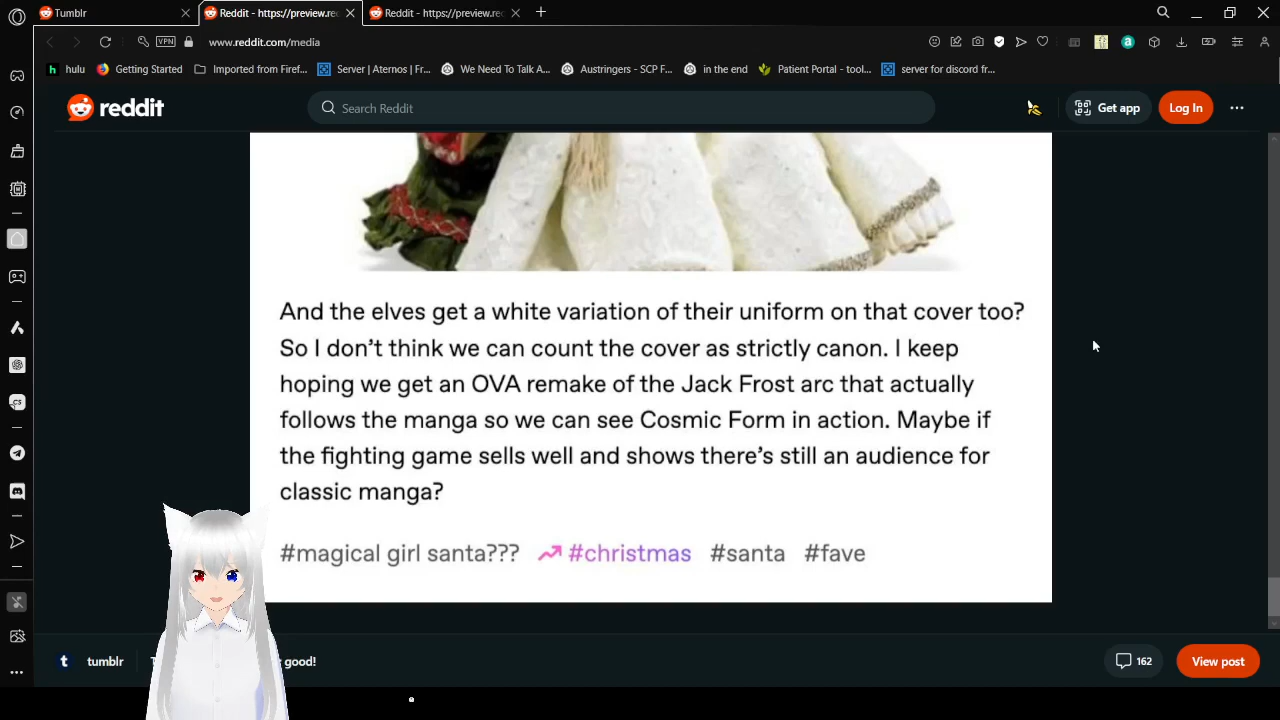 Tumblr
Reddit - https://preview.rec
Reddit - https://preview.rec
VPN
www.reddit.com/media
hulu
Getting Started
Imported from Firef...
Server | Aternos | Fr...
We Need To Talk A...
Austringers - SCP F...
in the end
Patient Portal - tool...
server for discord fr...
reddit
Search Reddit
Get app
Log In
And the elves get a white variation of their uniform on that cover too?
So I don't think we can count the cover as strictly canon. I keep
hoping we get an OVA remake of the Jack Frost arc that actually
follows the manga so we can see Cosmic Form in action. Maybe if
the fighting game sells well and shows there's still an audience for
classic manga?
#magical girl santa??? #christmas #santa #fave
tumblr
good!
162
View post